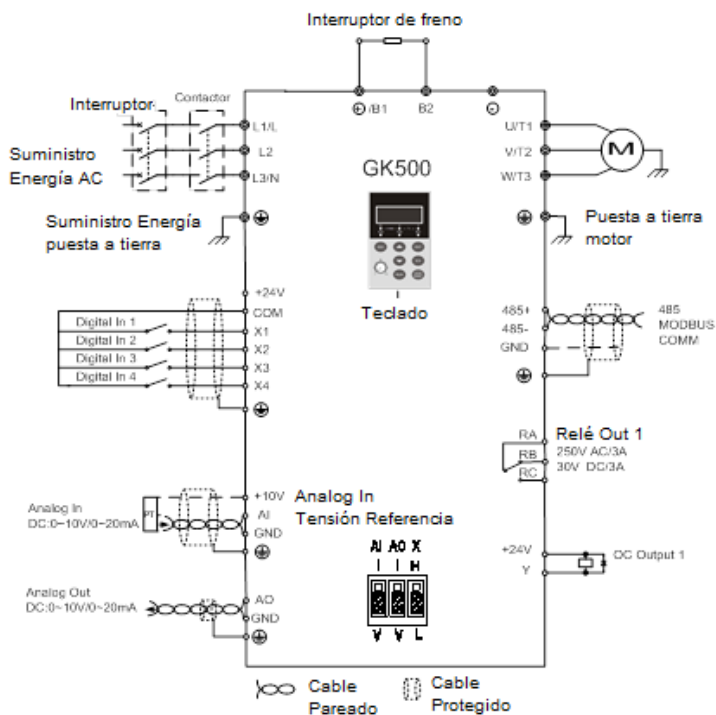 Interruptor de freno
⊕/B1
B2
⊖
Interruptor
Contactor
L1/L
L2
L3/N
Suministro
Energía AC
GK500
U/T1
V/T2
W/T3
M
Suministro Energía
puesta a tierra
Puesta a tierra
motor
Teclado
+24V
COM
Digital In 1
X1
Digital In 2
X2
Digital In 3
X3
Digital In 4
X4
485+
485-
GND
485
MODBUS
COMM
RA
RB
RC
Relé Out 1
250V AC/3A
30V DC/3A
Analog In
DC:0~10V/0~20mA
PT
+10V
AI
GND
Analog In
Tensión Referencia
AI AO X
I I H
V V L
+24V
Y
OC Output 1
Analog Out
DC:0~10V/0~20mA
AO
GND
Cable
Pareado
Cable
Protegido